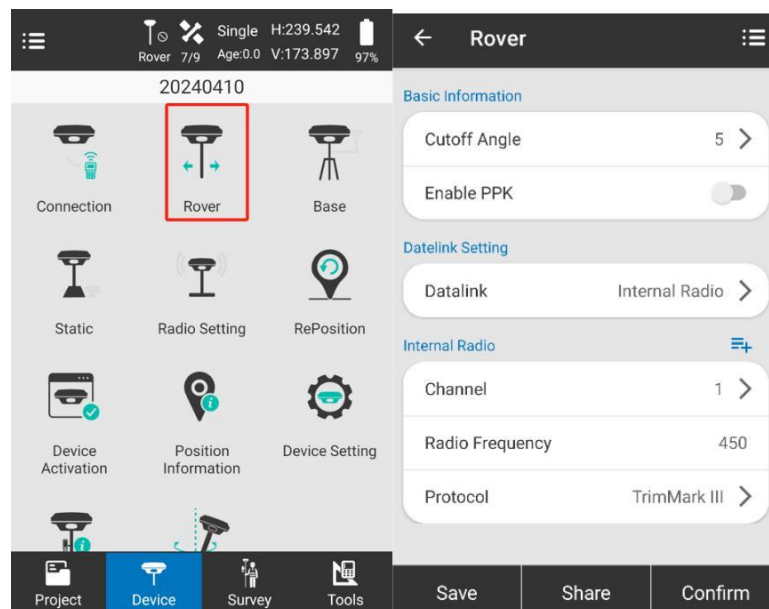 Single H:239.542
Rover 7/9 Age:0.0 V:173.897 97%
20240410
Connection Rover Base
Static Radio Setting RePosition
Device Activation
Position Information
Device Setting
Project Device Survey Tools
Rover
Basic Information
Cutoff Angle 5
Enable PPK
Datelink Setting
Datalink Internal Radio
Internal Radio
Channel 1
Radio Frequency 450
Protocol TrimMark III
Save Share Confirm